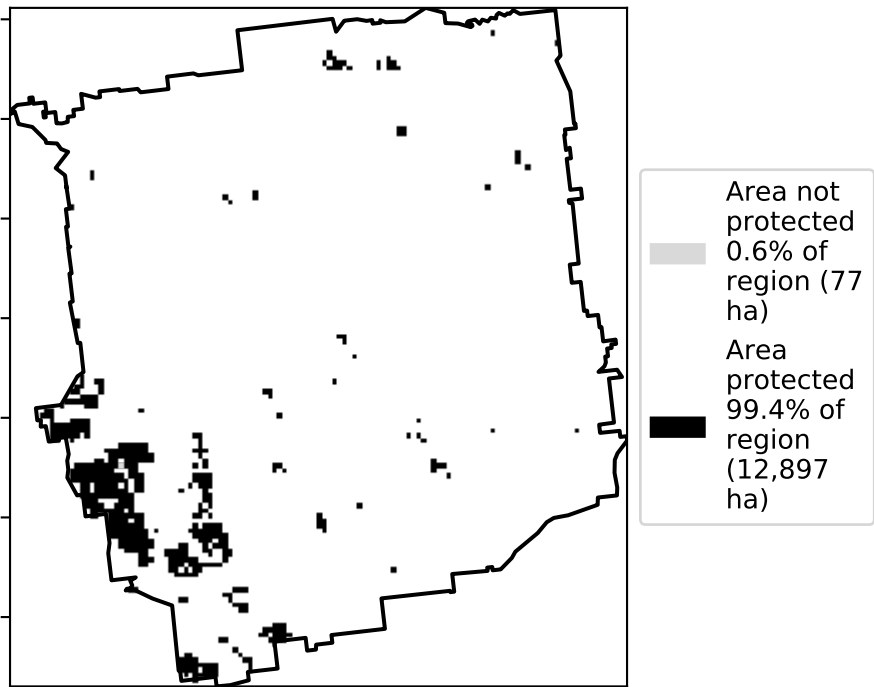 Area not
protected
0.6% of
region (77
ha)
Area
protected
99.4% of
region
(12,897
ha)